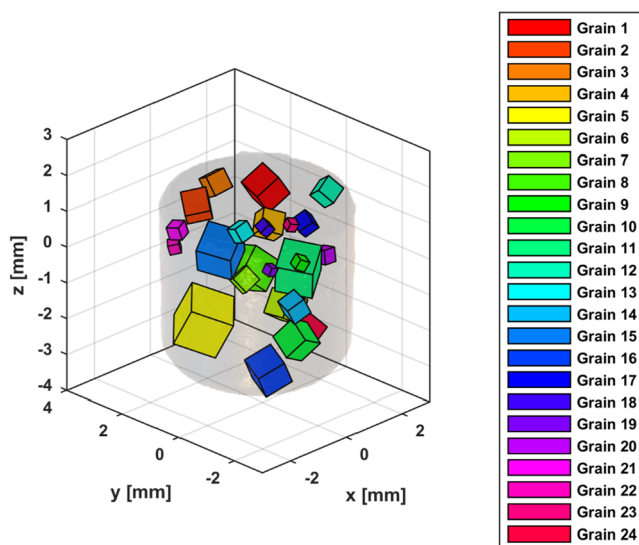 3
2
1
0
-1
-2
-3
-4
z [mm]
4
2
0
-2
y [mm]
-2
0
2
x [mm]
Grain 1
Grain 2
Grain 3
Grain 4
Grain 5
Grain 6
Grain 7
Grain 8
Grain 9
Grain 10
Grain 11
Grain 12
Grain 13
Grain 14
Grain 15
Grain 16
Grain 17
Grain 18
Grain 19
Grain 20
Grain 21
Grain 22
Grain 23
Grain 24